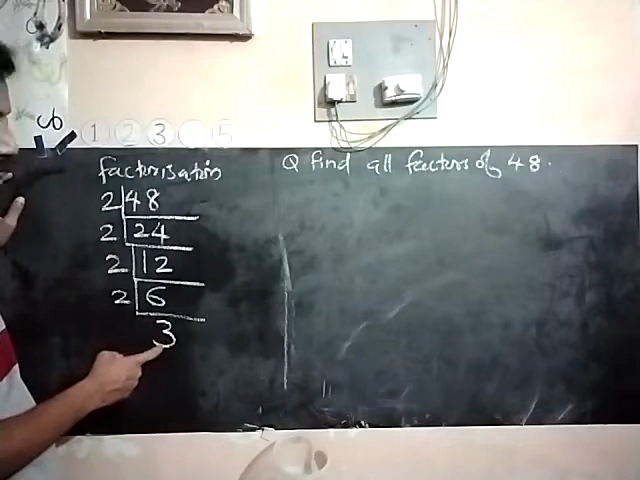 1 2 3 5
factorisation
Q find all factors of 48.
2 48
2 24
2 12
2 6
3